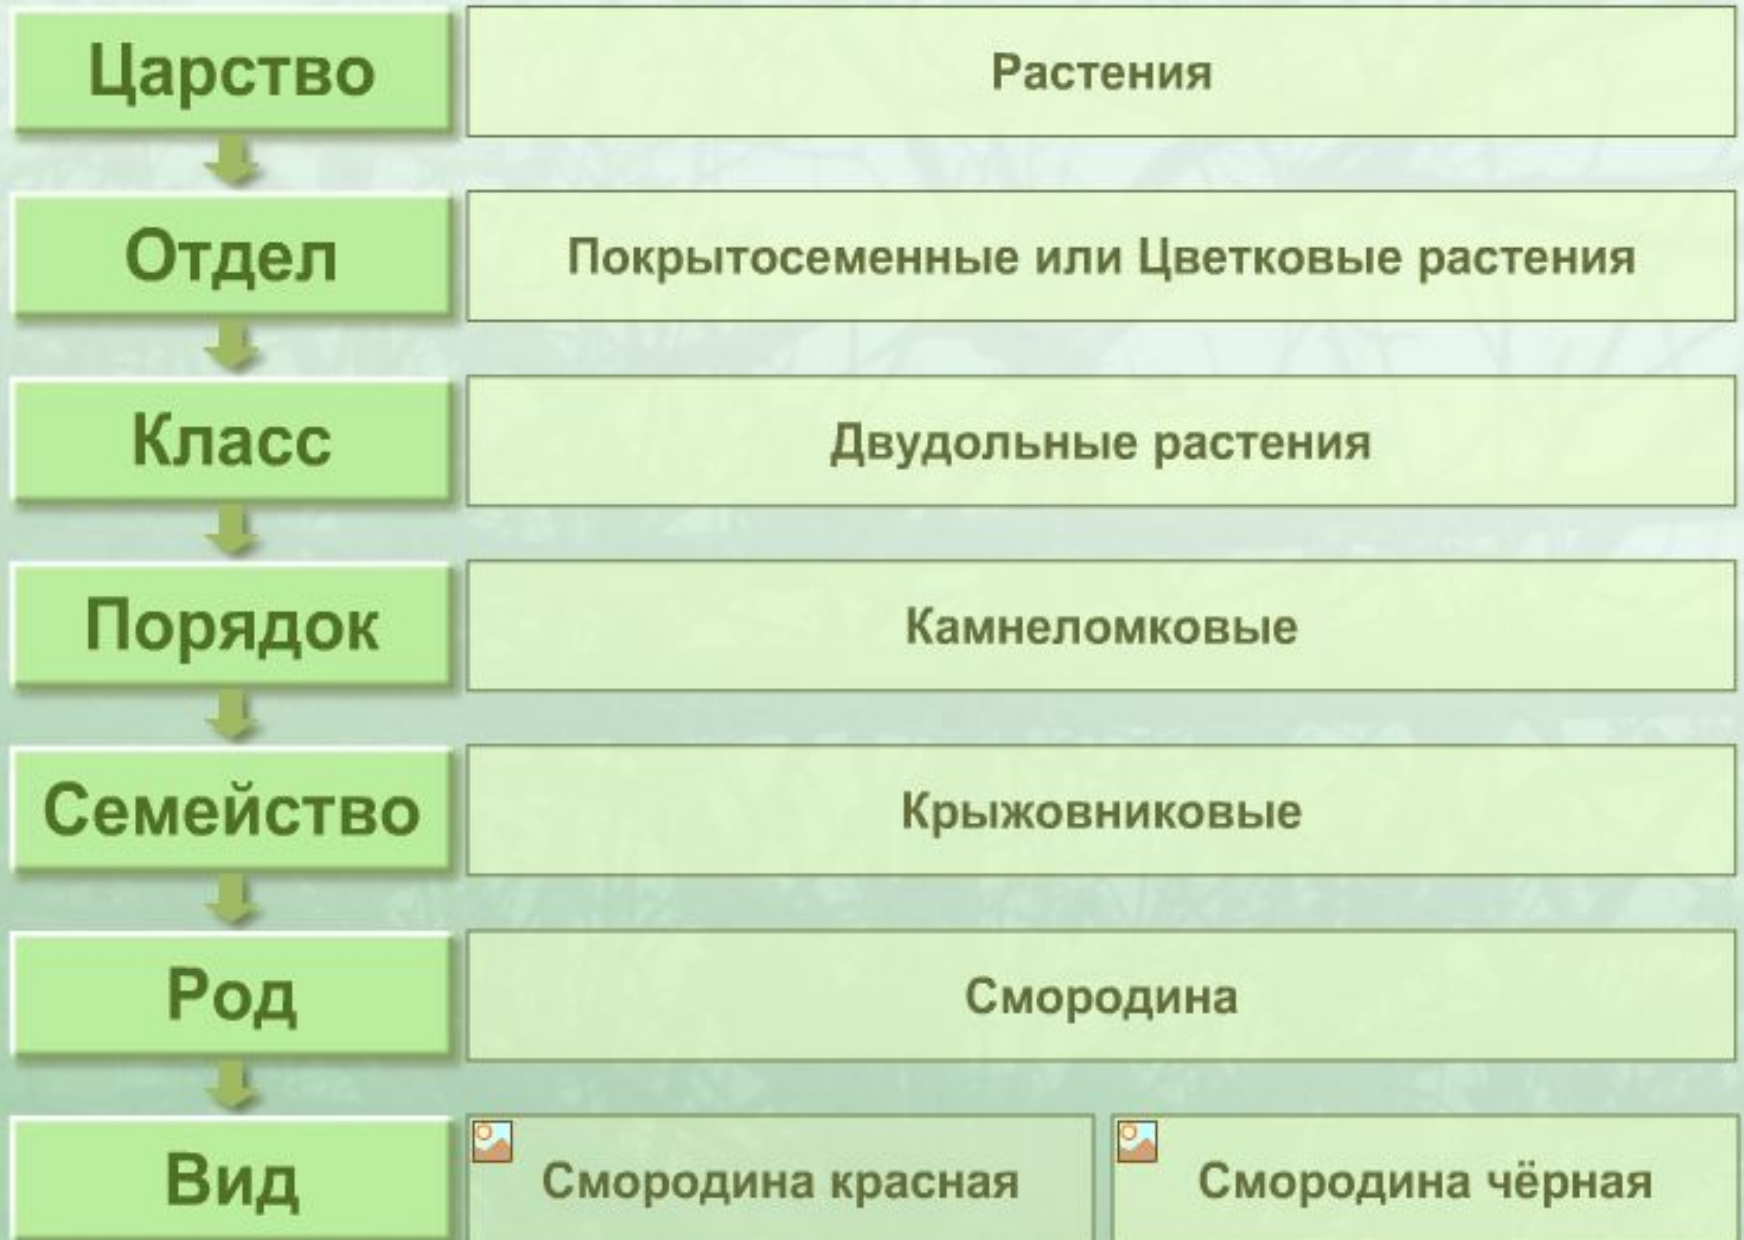 Царство
Растения
Отдел
Покрытосеменные или Цветковые растения
Класс
Двудольные растения
Порядок
Камнеломковые
Семейство
Крыжовниковые
Род
Смородина
Вид
Смородина красная
Смородина чёрная